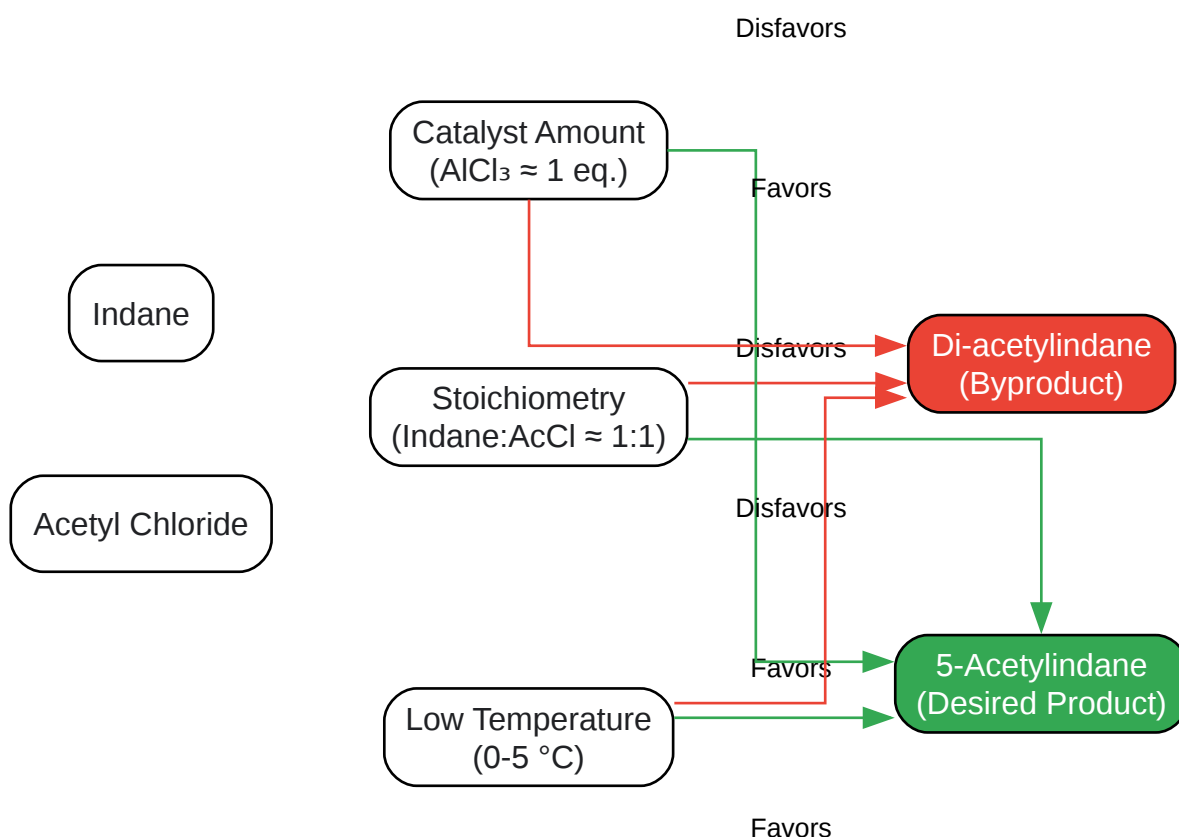 Disfavors
Catalyst Amount
(AlCl₃ ≈ 1 eq.)
Favors
Indane
Disfavors
Di-acetylindane
(Byproduct)
Stoichiometry
(Indane:AcCl ≈ 1:1)
Acetyl Chloride
Disfavors
Favors
5-Acetylindane
(Desired Product)
Low Temperature
(0-5 °C)
Favors